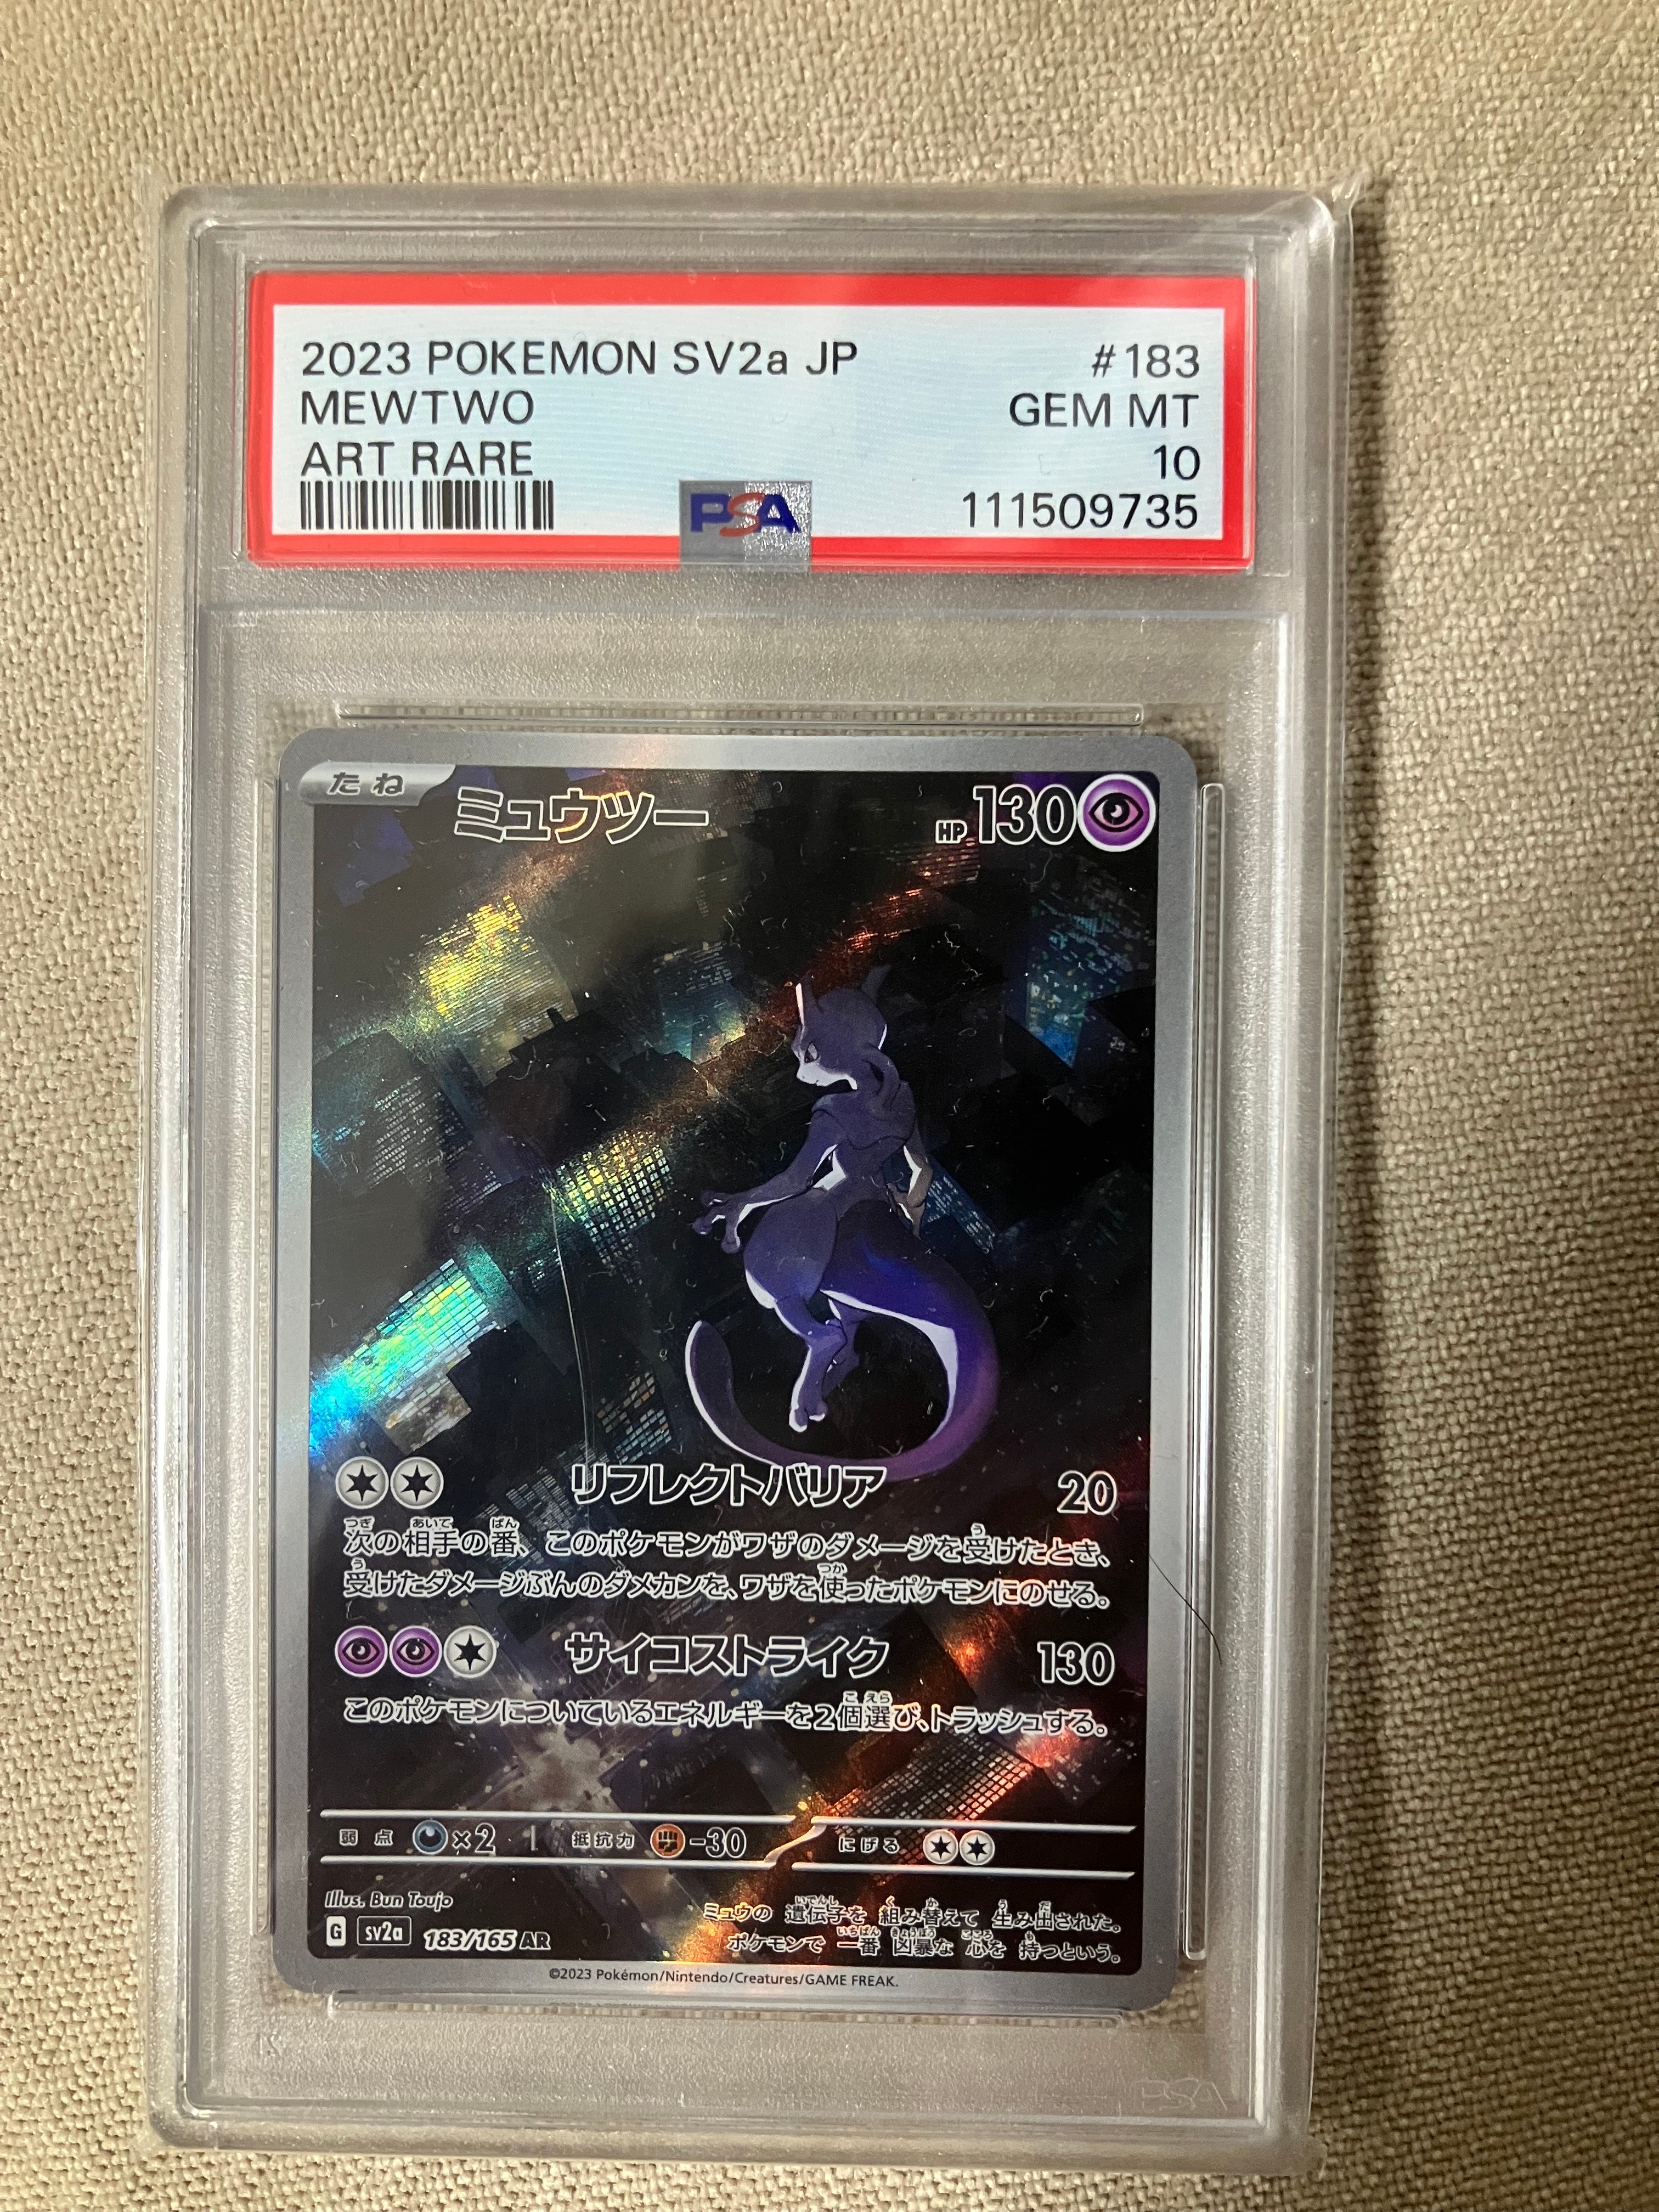 2023 POKEMON SV2a JP #183
MEWTWO GEM MT
ART RARE 10
PSA 111509735
たね ミュウツー HP 130
リフレクトバリア 20
次の相手の番、このポケモンがワザのダメージを受けたとき、
受けたダメージぶんのダメカンを、ワザを使ったポケモンにのせる。
サイコストライク 130
このポケモンについているエネルギーを2個選び、トラッシュする。
弱点 ×2 抵抗力 -30 にげる
Illus. Bun Toujo
G sv2a 183/165 AR
ミュウの 遺伝子を 組み替えて 生み出された。
ポケモンで 一番 凶暴な 心を 持つという。
©2023 Pokémon/Nintendo/Creatures/GAME FREAK.
PSA